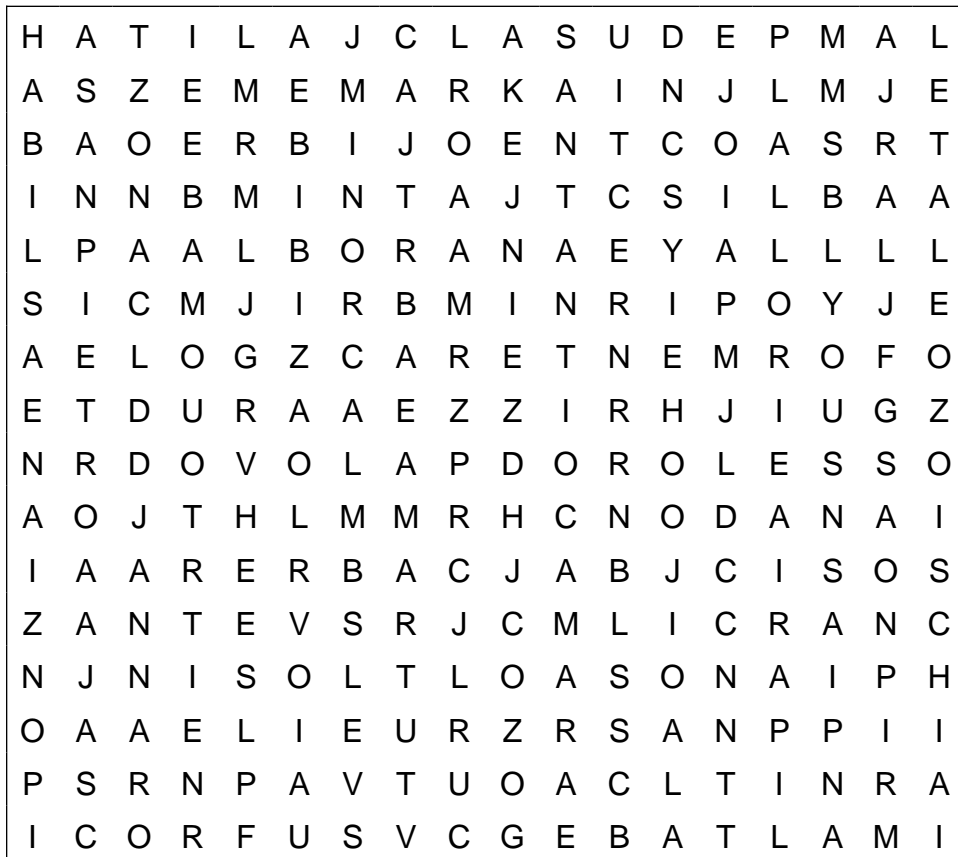 H A T I L A J C L A S U D E P M A L
A S Z E M E M A R K A I N J L M J E
B A O E R B I J O E N T C O A S R T
I N N B M I N T A J T C S I L B A A
L P A A L B O R A N A E Y A L L L L
S I C M J I R B M I N R I P O Y J E
A E L O G Z C A R E T N E M R O F O
E T D U R A A E Z Z I R H J I U G Z
N R D O V O L A P D O R O L E S S O
A O J T H L M M R H C N O D A N A I
I A A R E R B A C J A B J C I S O S
Z A N T E V S R J C M L I C R A N C
N J N I S O L T L O A S O N A I P H
O A A E L I E U R Z R S A N P P I I
P S R N P A V T U O A C L T I N R A
I C O R F U S V C G E B A T L A M I